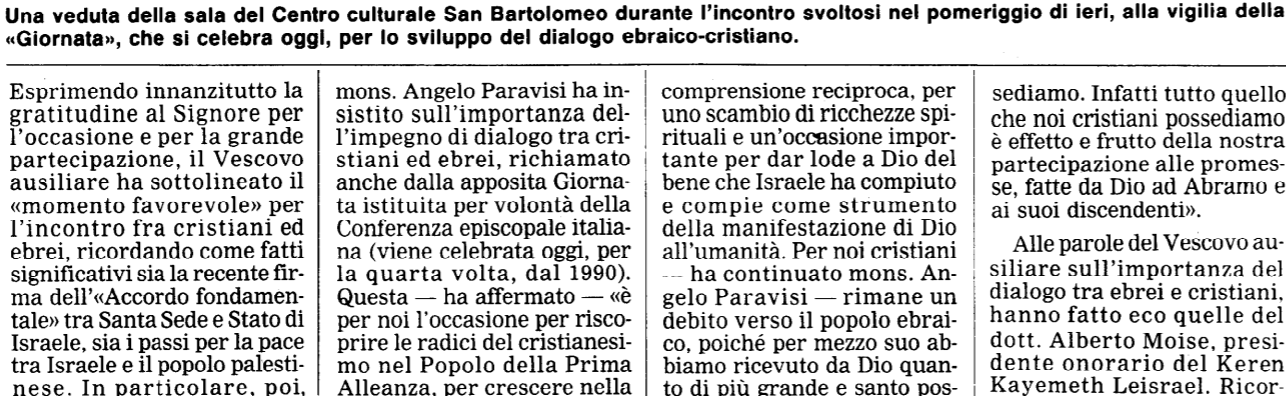 Una veduta della sala del Centro culturale San Bartolomeo durante l'incontro svoltosi nel pomeriggio di ieri, alla vigilia della
«Giornata», che si celebra oggi, per lo sviluppo del dialogo ebraico-cristiano.
Esprimendo innanzitutto la
gratitudine al Signore per
l'occasione e per la grande
partecipazione, il Vescovo
ausiliare ha sottolineato il
«momento favorevole» per
l'incontro fra cristiani ed
ebrei, ricordando come fatti
significativi sia la recente fir-
ma dell'«Accordo fondamen-
tale» tra Santa Sede e Stato di
Israele, sia i passi per la pace
tra Israele e il popolo palesti-
nese. In particolare, poi,
mons. Angelo Paravisi ha in-
sistito sull'importanza del-
l'impegno di dialogo tra cri-
stiani ed ebrei, richiamato
anche dalla apposita Giorna-
ta istituita per volontà della
Conferenza episcopale italia-
na (viene celebrata oggi, per
la quarta volta, dal 1990).
Questa — ha affermato — «è
per noi l'occasione per risco-
prire le radici del cristianesi-
mo nel Popolo della Prima
Alleanza, per crescere nella
comprensione reciproca, per
uno scambio di ricchezze spi-
rituali e un'occasione impor-
tante per dar lode a Dio del
bene che Israele ha compiuto
e compie come strumento
della manifestazione di Dio
all'umanità. Per noi cristiani
— ha continuato mons. An-
gelo Paravisi — rimane un
debito verso il popolo ebrai-
co, poiché per mezzo suo ab-
biamo ricevuto da Dio quan-
to di più grande e santo pos-
sediamo. Infatti tutto quello
che noi cristiani possediamo
è effetto e frutto della nostra
partecipazione alle promes-
se, fatte da Dio ad Abramo e
ai suoi discendenti».
Alle parole del Vescovo au-
siliare sull'importanza del
dialogo tra ebrei e cristiani,
hanno fatto eco quelle del
dott. Alberto Moise, presi-
dente onorario del Keren
Kayemeth Leisrael. Ricor-